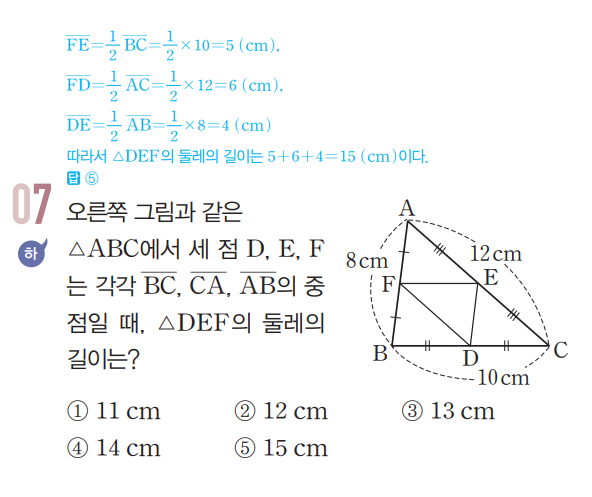 FE=1/2 BC=1/2×10=5 (cm),
FD=1/2 AC=1/2×12=6 (cm),
DE=1/2 AB=1/2×8=4 (cm)
따라서 △DEF의 둘레의 길이는 5+6+4=15 (cm)이다.
답 ⑤
07
하
오른쪽 그림과 같은
△ABC에서 세 점 D, E, F
는 각각 BC, CA, AB의 중
점일 때, △DEF의 둘레의
길이는?
A
8 cm
12 cm
F
E
B
D
C
10 cm
① 11 cm ② 12 cm ③ 13 cm
④ 14 cm ⑤ 15 cm